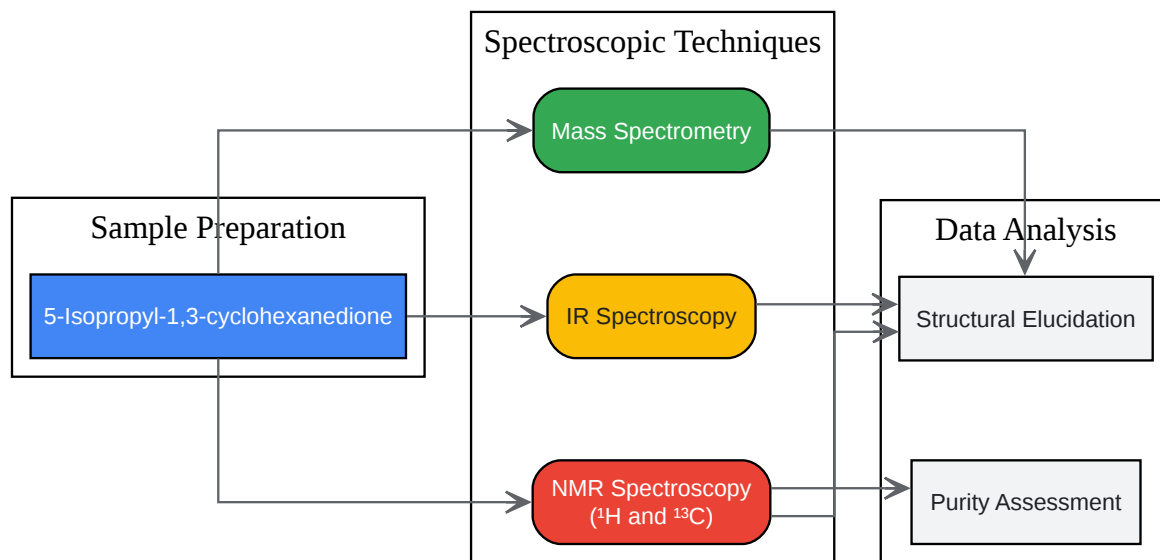 Spectroscopic Techniques
Mass Spectrometry
Sample Preparation
Data Analysis
5-Isopropyl-1,3-cyclohexanedione
IR Spectroscopy
Structural Elucidation
NMR Spectroscopy
(¹H and ¹³C)
Purity Assessment